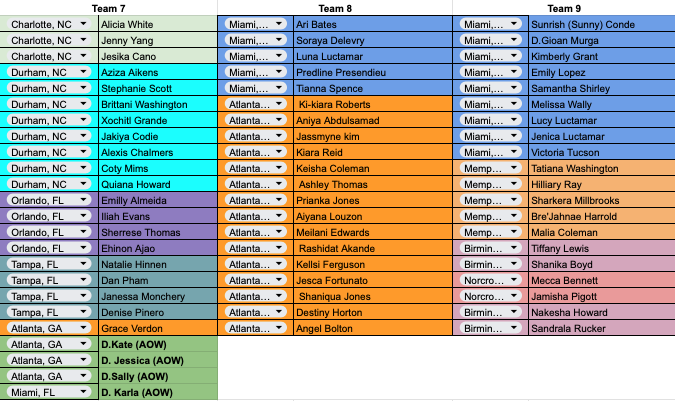 Team 7 Team 8 Team 9
Charlotte, NC Alicia White Miami,... Ari Bates Miami,... Sunrish (Sunny) Conde
Charlotte, NC Jenny Yang Miami,... Soraya Delevry Miami,... D.Gioan Murga
Charlotte, NC Jesika Cano Miami,... Luna Luctamar Miami,... Kimberly Grant
Durham, NC Aziza Aikens Miami,... Predline Presendieu Miami,... Emily Lopez
Durham, NC Stephanie Scott Miami,... Tianna Spence Miami,... Samantha Shirley
Durham, NC Brittani Washington Atlanta... Ki-kiara Roberts Miami,... Melissa Wally
Durham, NC Xochitl Grande Atlanta... Aniya Abdulsamad Miami,... Lucy Luctamar
Durham, NC Jakiya Codie Atlanta... Jassmyne kim Miami,... Jenica Luctamar
Durham, NC Alexis Chalmers Atlanta... Kiara Reid Miami,... Victoria Tucson
Durham, NC Coty Mims Atlanta... Keisha Coleman Memp... Tatiana Washington
Durham, NC Quiana Howard Atlanta... Ashley Thomas Memp... Hilliary Ray
Orlando, FL Emilly Almeida Atlanta... Prianka Jones Memp... Sharkera Millbrooks
Orlando, FL Iliah Evans Atlanta... Aiyana Louzon Memp... Bre'Jahnae Harrold
Orlando, FL Sherrese Thomas Atlanta... Meilani Edwards Memp... Malia Coleman
Orlando, FL Ehinon Ajao Atlanta... Rashidat Akande Birmin... Tiffany Lewis
Tampa, FL Natalie Hinnen Atlanta... Kellsi Ferguson Birmin... Shanika Boyd
Tampa, FL Dan Pham Atlanta... Jesca Fortunato Norcro... Mecca Bennett
Tampa, FL Janessa Monchery Atlanta... Shaniqua Jones Norcro... Jamisha Pigott
Tampa, FL Denise Pinero Atlanta... Destiny Horton Birmin... Nakesha Howard
Atlanta, GA Grace Verdon Atlanta... Angel Bolton Birmin... Sandrala Rucker
Atlanta, GA D.Kate (AOW)
Atlanta, GA D. Jessica (AOW)
Atlanta, GA D.Sally (AOW)
Miami, FL D. Karla (AOW)